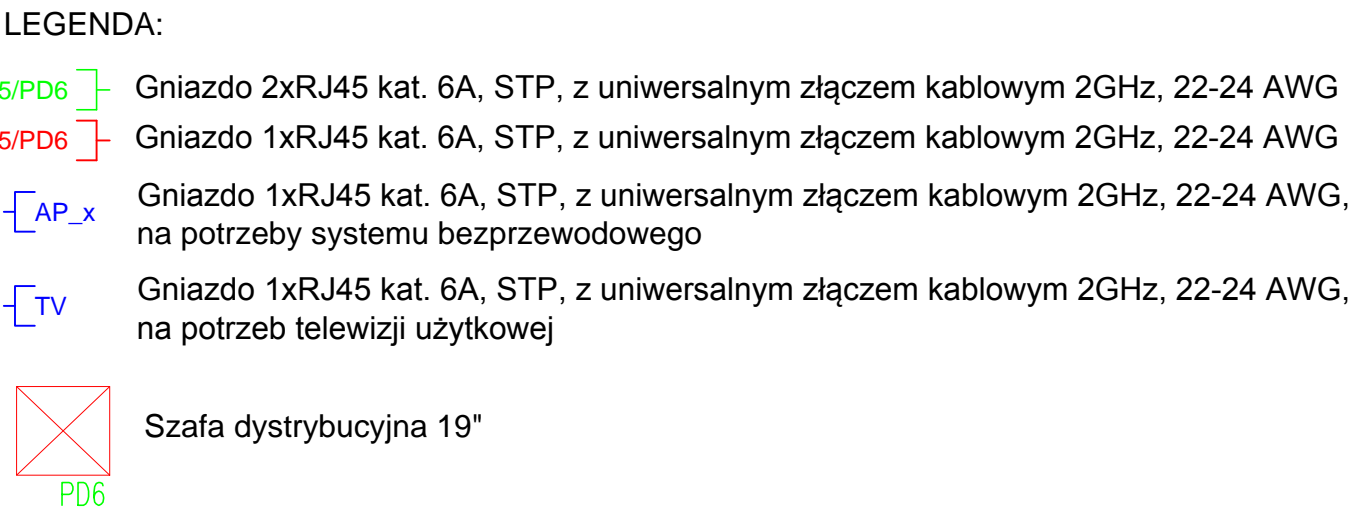 LEGENDA:
5/PD6 Gniazdo 2xRJ45 kat. 6A, STP, z uniwersalnym złączem kablowym 2GHz, 22-24 AWG
5/PD6 Gniazdo 1xRJ45 kat. 6A, STP, z uniwersalnym złączem kablowym 2GHz, 22-24 AWG
AP_x Gniazdo 1xRJ45 kat. 6A, STP, z uniwersalnym złączem kablowym 2GHz, 22-24 AWG,
na potrzeby systemu bezprzewodowego
TV Gniazdo 1xRJ45 kat. 6A, STP, z uniwersalnym złączem kablowym 2GHz, 22-24 AWG,
na potrzeb telewizji użytkowej
Szafa dystrybucyjna 19"
PD6